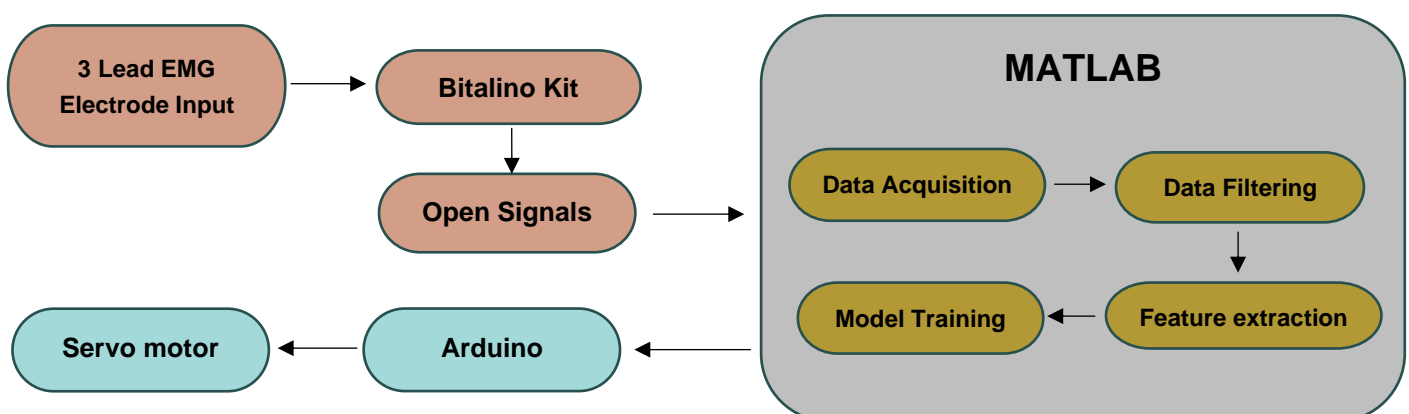 3 Lead EMG
Electrode Input
Bitalino Kit
Open Signals
MATLAB
Data Acquisition
Data Filtering
Feature extraction
Model Training
Arduino
Servo motor